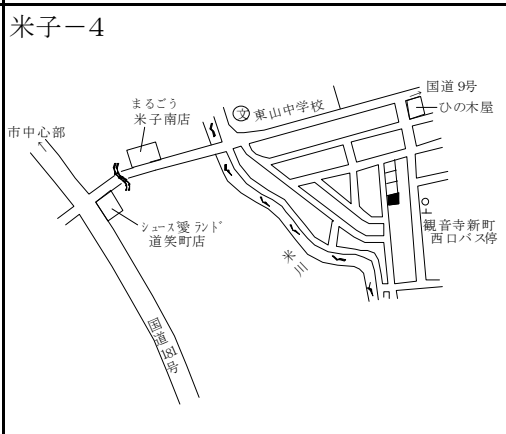 米子－4
国道9号
ひの木屋
まるごう
米子南店
文 東山中学校
市中心部
シューズ愛ランド
道笑町店
観音寺新町
西口バス停
米川
国道181号